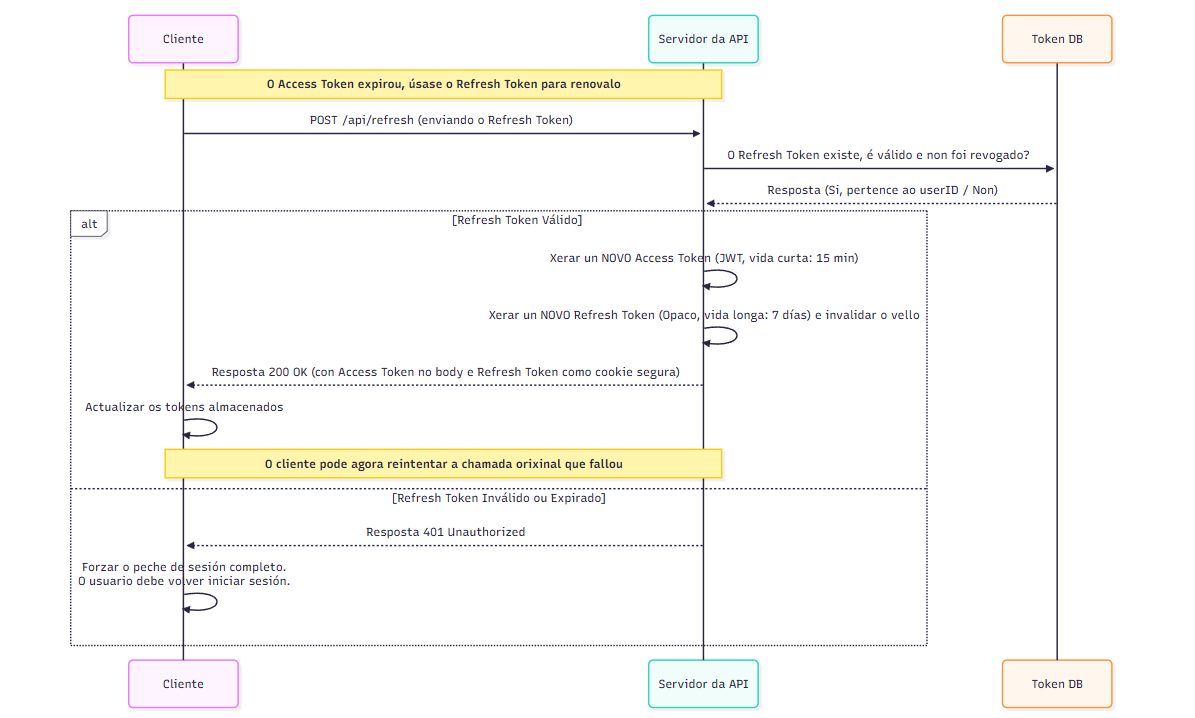 Cliente
Servidor da API
Token DB
O Access Token expirou, úsase o Refresh Token para renovalo
POST /api/refresh (enviando o Refresh Token)
O Refresh Token existe, é válido e non foi revogado?
Resposta (Si, pertence ao userID / Non)
alt
[Refresh Token Válido]
Xerar un NOVO Access Token (JWT, vida curta: 15 min)
Xerar un NOVO Refresh Token (Opaco, vida longa: 7 días) e invalidar o vello
Resposta 200 OK (con Access Token no body e Refresh Token como cookie segura)
Actualizar os tokens almacenados
O cliente pode agora reintentar a chamada orixinal que fallou
[Refresh Token Inválido ou Expirado]
Resposta 401 Unauthorized
Forzar o peche de sesión completo.
O usuario debe volver iniciar sesión.
Cliente
Servidor da API
Token DB